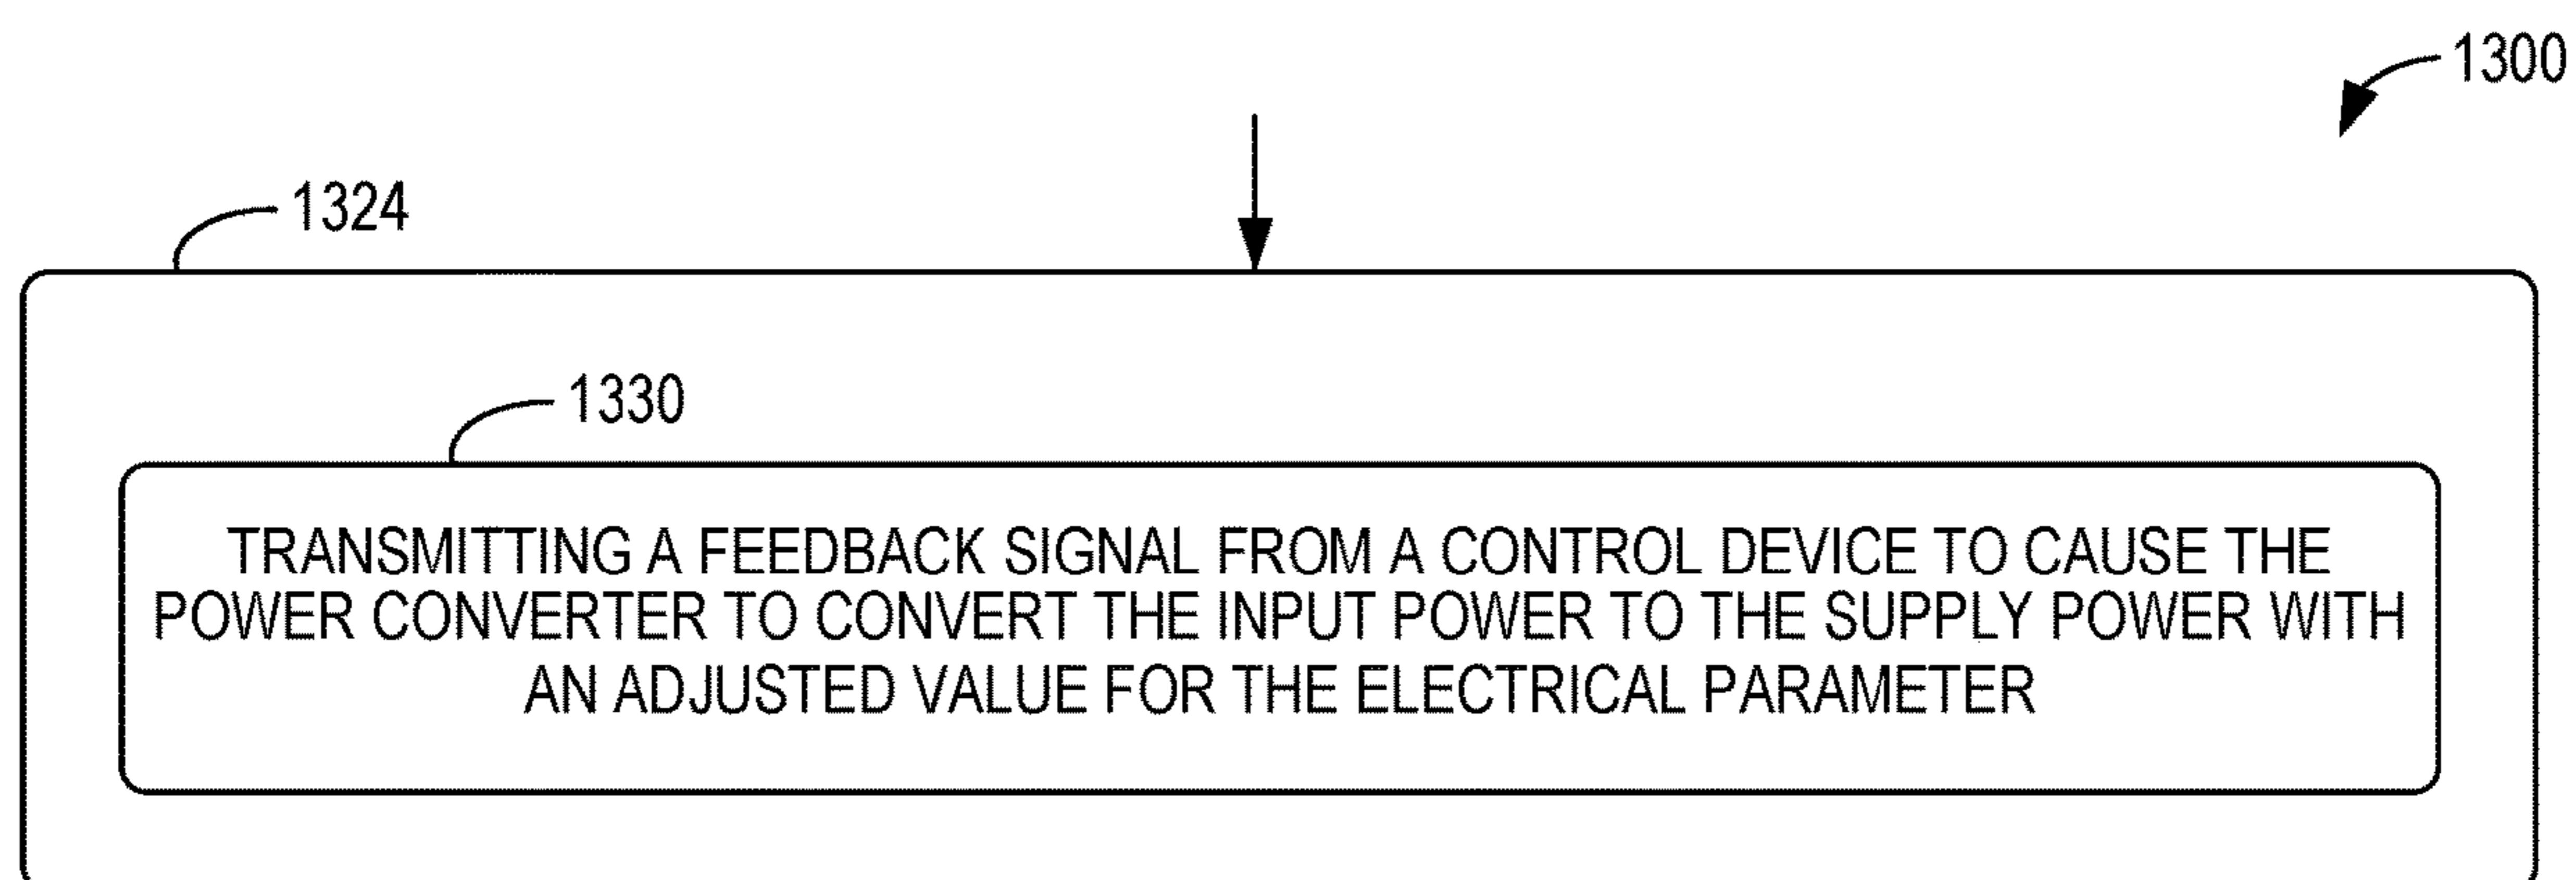 1300
1324
1330
TRANSMITTING A FEEDBACK SIGNAL FROM A CONTROL DEVICE TO CAUSE THE
POWER CONVERTER TO CONVERT THE INPUT POWER TO THE SUPPLY POWER WITH
AN ADJUSTED VALUE FOR THE ELECTRICAL PARAMETER